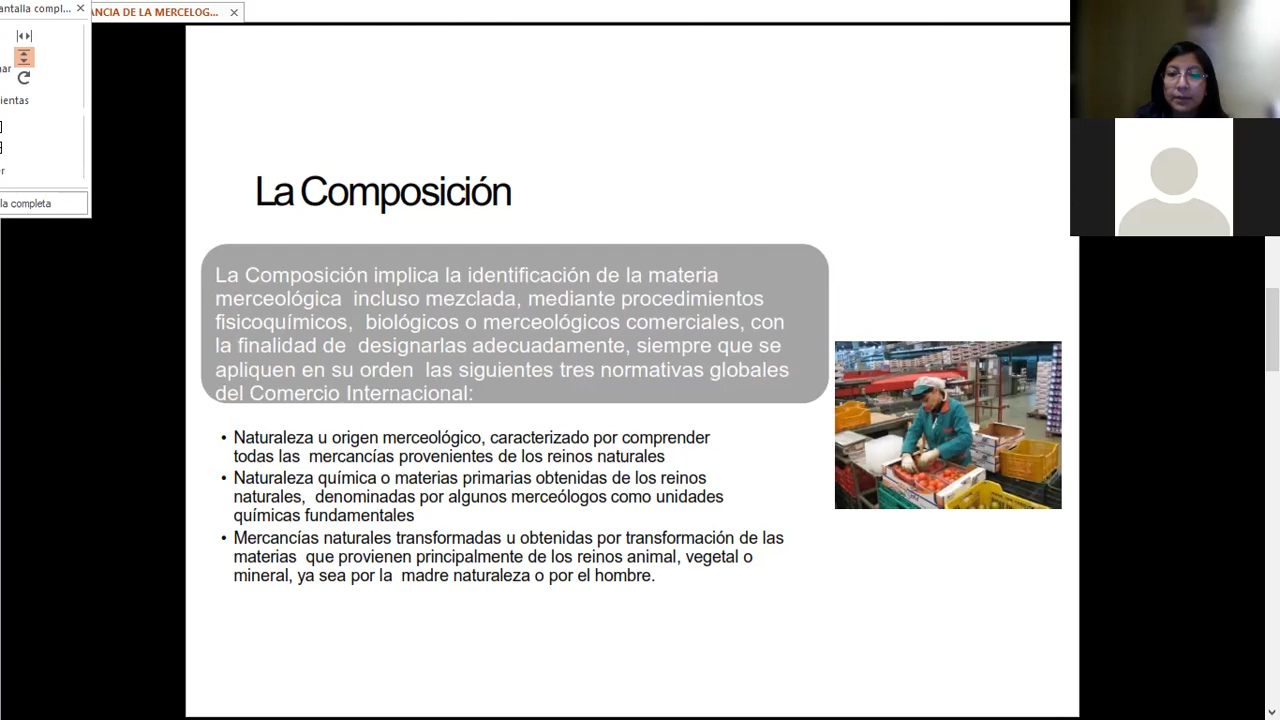 antalla compl...
ANCIA DE LA MERCELOG...
nar
ientas
er
la completa
La Composición
La Composición implica la identificación de la materia
merceológica incluso mezclada, mediante procedimientos
fisicoquímicos, biológicos o merceológicos comerciales, con
la finalidad de designarlas adecuadamente, siempre que se
apliquen en su orden las siguientes tres normativas globales
del Comercio Internacional:
• Naturaleza u origen merceológico, caracterizado por comprender
todas las mercancías provenientes de los reinos naturales
• Naturaleza química o materias primarias obtenidas de los reinos
naturales, denominadas por algunos merceólogos como unidades
químicas fundamentales
• Mercancías naturales transformadas u obtenidas por transformación de las
materias que provienen principalmente de los reinos animal, vegetal o
mineral, ya sea por la madre naturaleza o por el hombre.